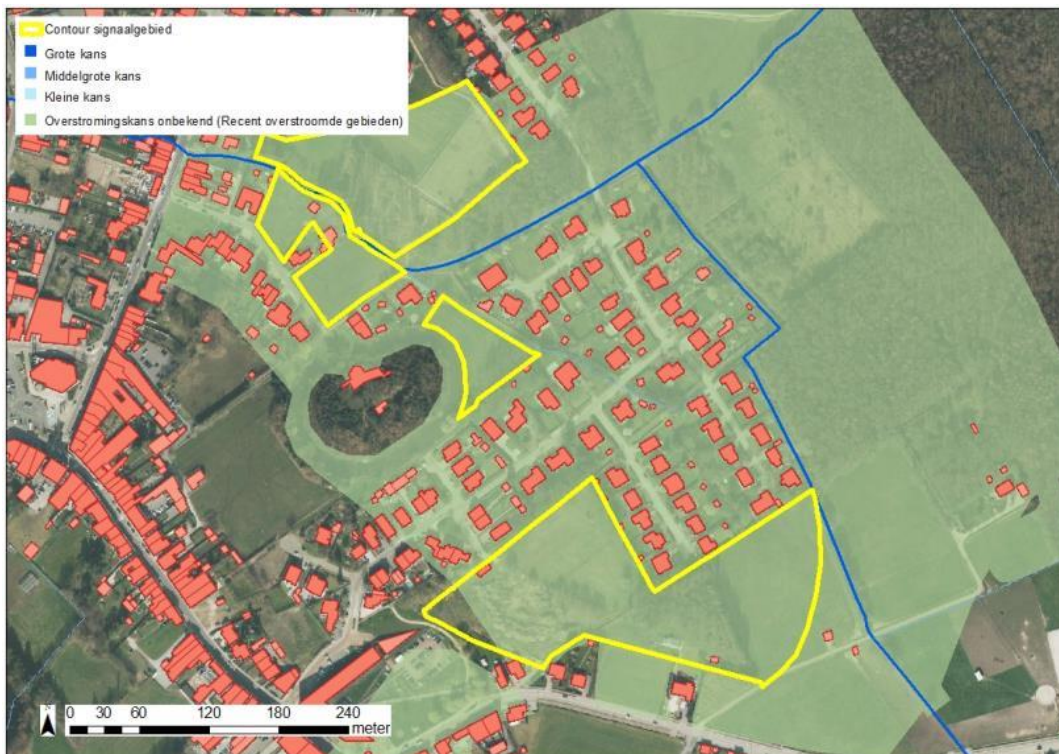 Contour signaalgebied
Grote kans
Middelgrote kans
Kleine kans
Overstromingskans onbekend (Recent overstroomde gebieden)
N
0 30 60 120 180 240
meter